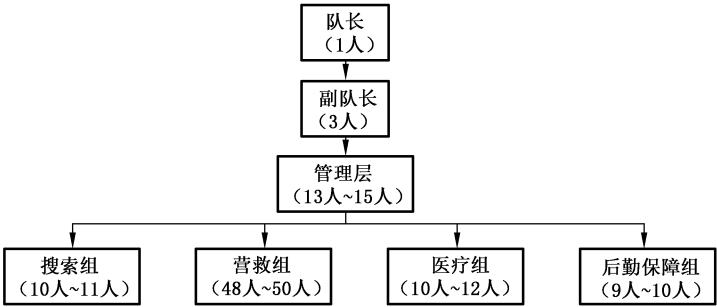 队长
（1人）
副队长
（3人）
管理层
（13人~15人）
搜索组
（10人~11人）
营救组
（48人~50人）
医疗组
（10人~12人）
后勤保障组
（9人~10人）